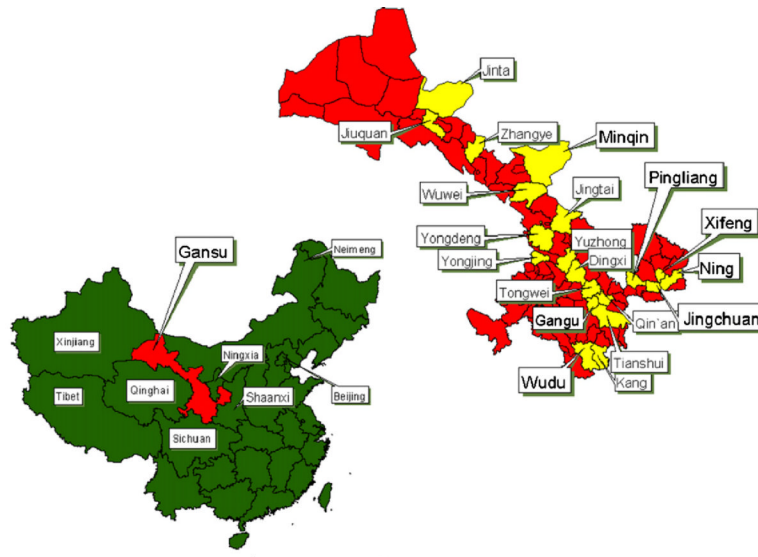 Jinta
Jiuquan
Zhangye
Minqin
Pingliang
Wuwei
Jingtai
Xifeng
Gansu
Neimeng
Yongdeng
Yuzhong
Yongjing
Dingxi
Ning
Tongwei
Gangu
Qin`an
Jingchuan
Xinjiang
Ningxia
Tianshui
Wudu
Kang
Tibet
Qinghai
Shaanxi
Beijing
Sichuan